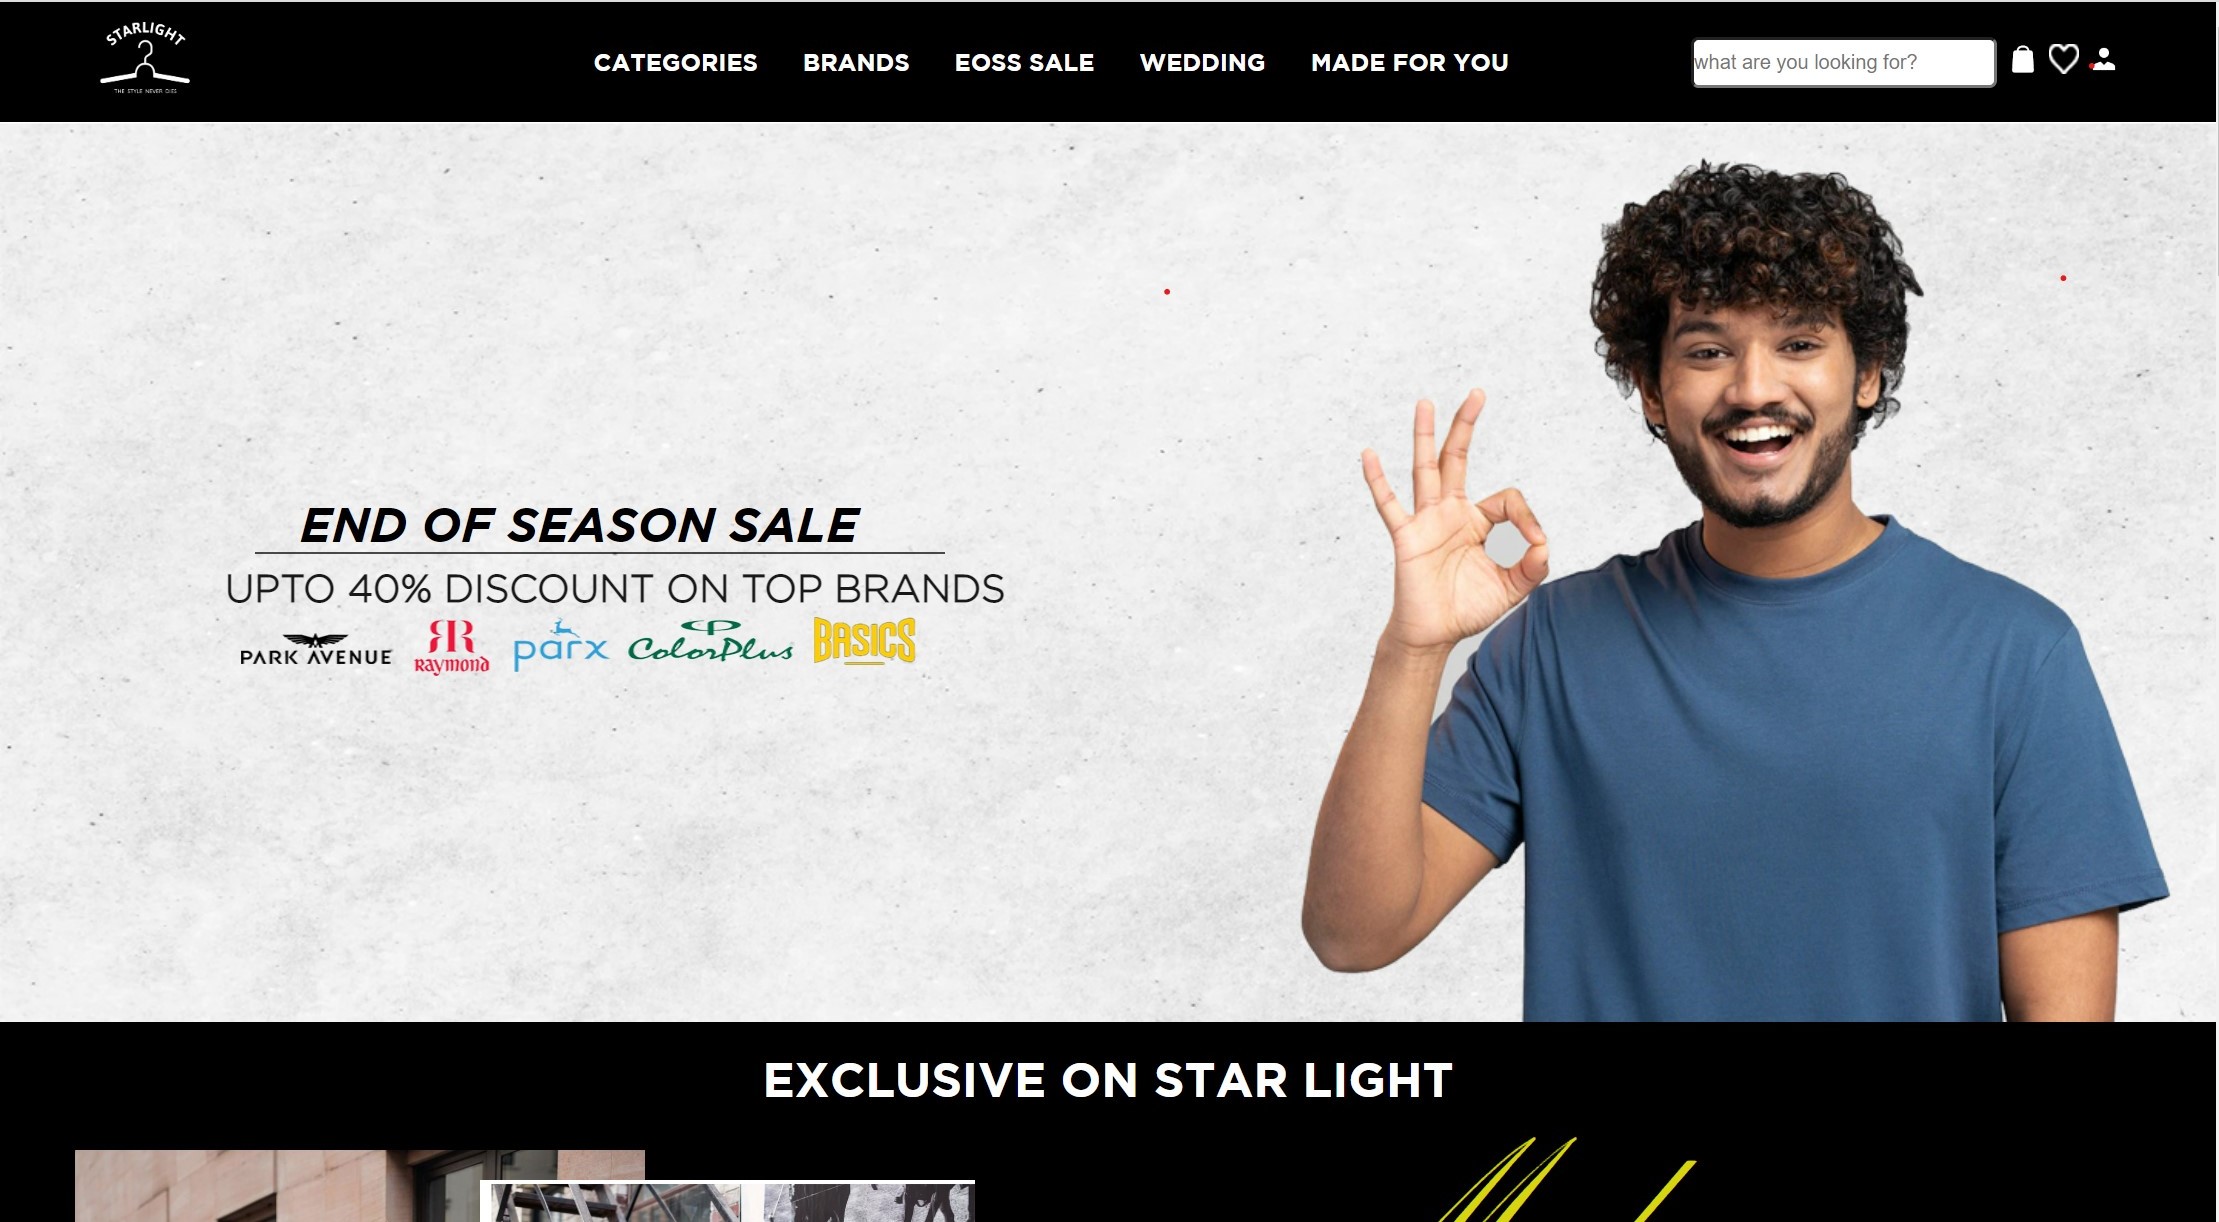 STARLIGHT
THE STYLE NEVER DIES
CATEGORIES BRANDS EOSS SALE WEDDING MADE FOR YOU
what are you looking for?
END OF SEASON SALE
UPTO 40% DISCOUNT ON TOP BRANDS
PARK AVENUE Raymond parx ColorPlus BASICS
EXCLUSIVE ON STAR LIGHT